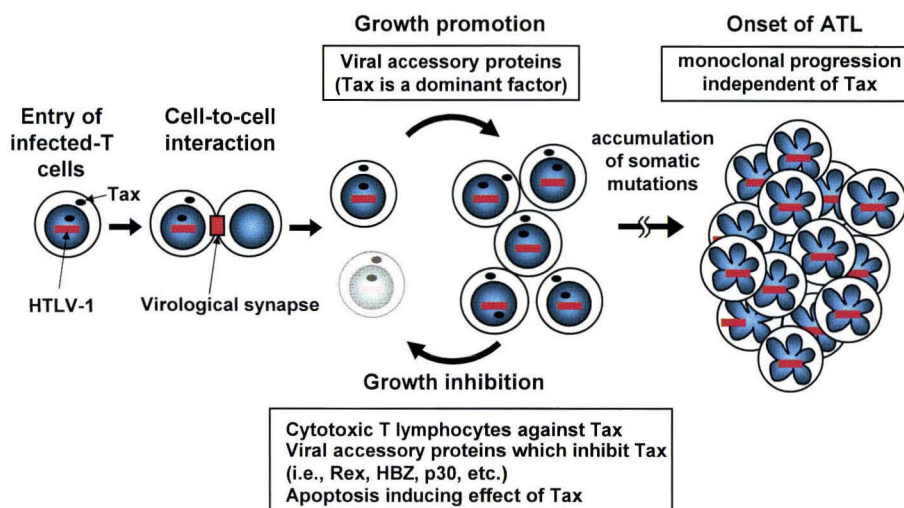 Growth promotion
Viral accessory proteins
(Tax is a dominant factor)
Onset of ATL
monoclonal progression
independent of Tax
Entry of
infected-T
cells
Cell-to-cell
interaction
accumulation
of somatic
mutations
Tax
HTLV-1
Virological synapse
Growth inhibition
Cytotoxic T lymphocytes against Tax
Viral accessory proteins which inhibit Tax
(i.e., Rex, HBZ, p30, etc.)
Apoptosis inducing effect of Tax